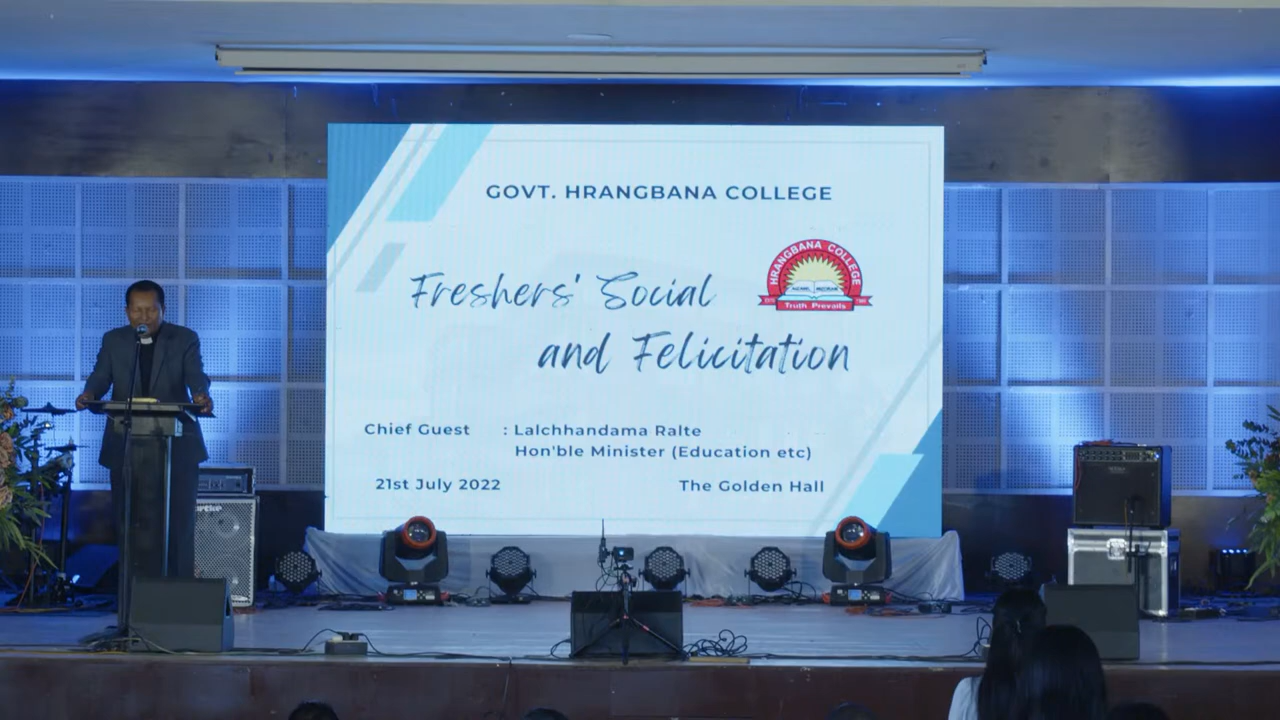 GOVT. HRANGBANA COLLEGE
HRANGBANA COLLEGE
Truth Prevails
Freshers' Social
and Felicitation
Chief Guest : Lalchhandama Ralte
Hon'ble Minister (Education etc)
21st July 2022 The Golden Hall